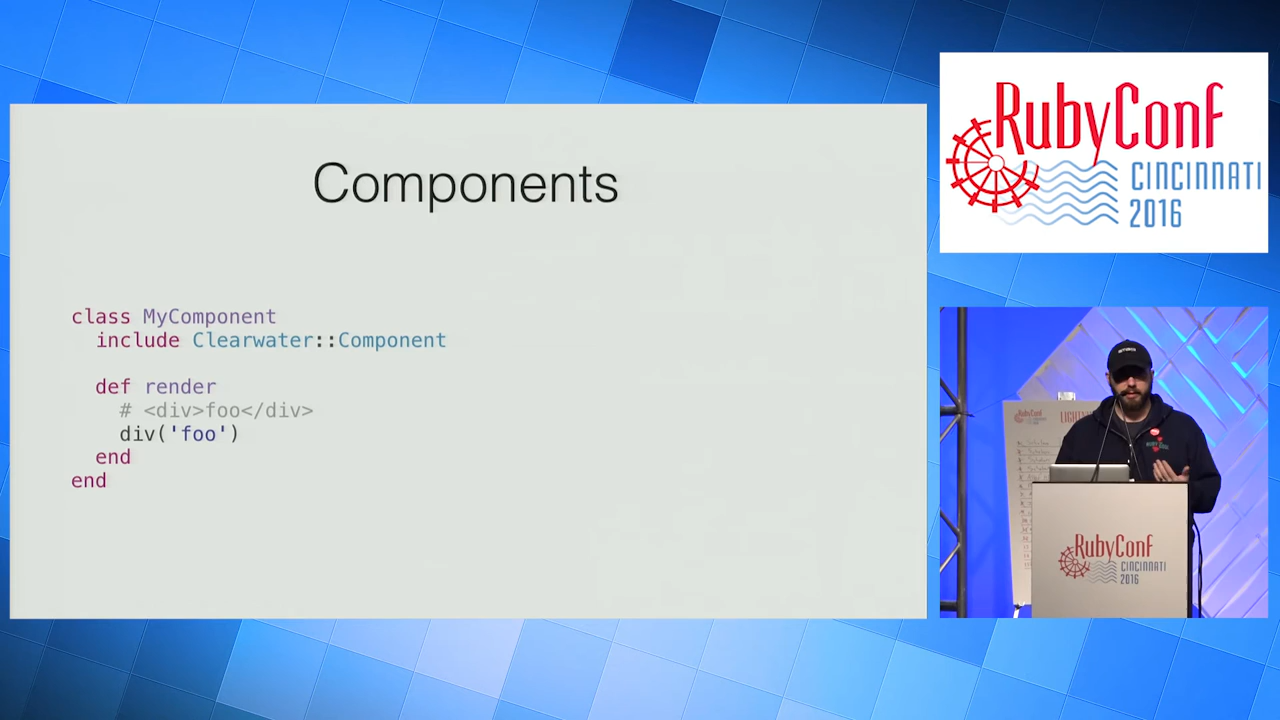 Components
class MyComponent
include Clearwater::Component
def render
# <div>foo</div>
div('foo')
end
end
RubyConf
CINCINNATI
2016
RubyConf
RubyConf
CINCINNATI
2016